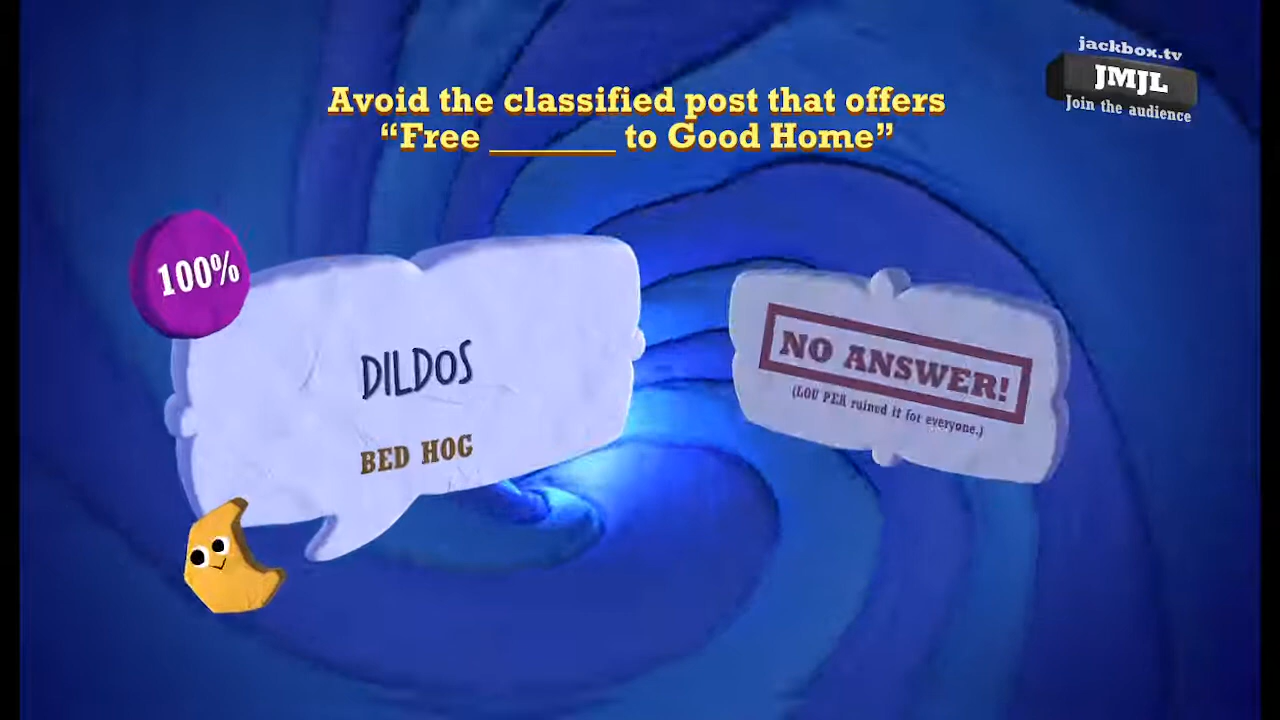 jackbox.tv
JMJL
Join the audience
Avoid the classified post that offers
“Free ______ to Good Home”
100%
DILDOS
BED HOG
NO ANSWER!
(LOU PER ruined it for everyone.)